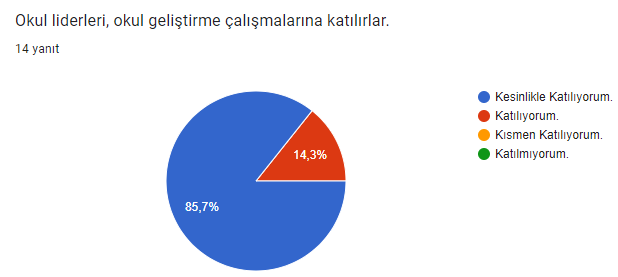 Okul liderleri, okul geliştirme çalışmalarına katılırlar.
14 yanıt
Kesinlikle Katılıyorum.
Katılıyorum.
Kısmen Katılıyorum.
Katılmıyorum.
14,3%
85,7%